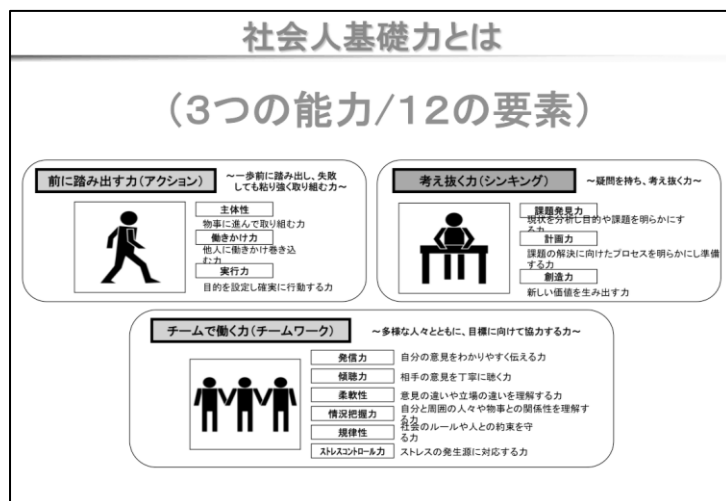 社会人基礎力とは
（3つの能力/12の要素）
前に踏み出す力（アクション）
～一歩前に踏み出し、失敗
しても粘り強く取り組む力～
主体性
物事に進んで取り組む力
働きかけ力
他人に働きかけ巻き込
む力
実行力
目的を設定し確実に行動する力
考え抜く力（シンキング）
～疑問を持ち、考え抜く力～
課題発見力
現状を分析し目的や課題を明らかにす
る力
計画力
課題の解決に向けたプロセスを明らかにし準備
する力
創造力
新しい価値を生み出す力
チームで働く力（チームワーク）
～多様な人々とともに、目標に向けて協力する力～
発信力
自分の意見をわかりやすく伝える力
傾聴力
相手の意見を丁寧に聴く力
柔軟性
意見の違いや立場の違いを理解する力
情況把握力
自分と周囲の人々や物事との関係性を理解す
る力
規律性
社会のルールや人との約束を守
る力
ストレスコントロール力
ストレスの発生源に対応する力